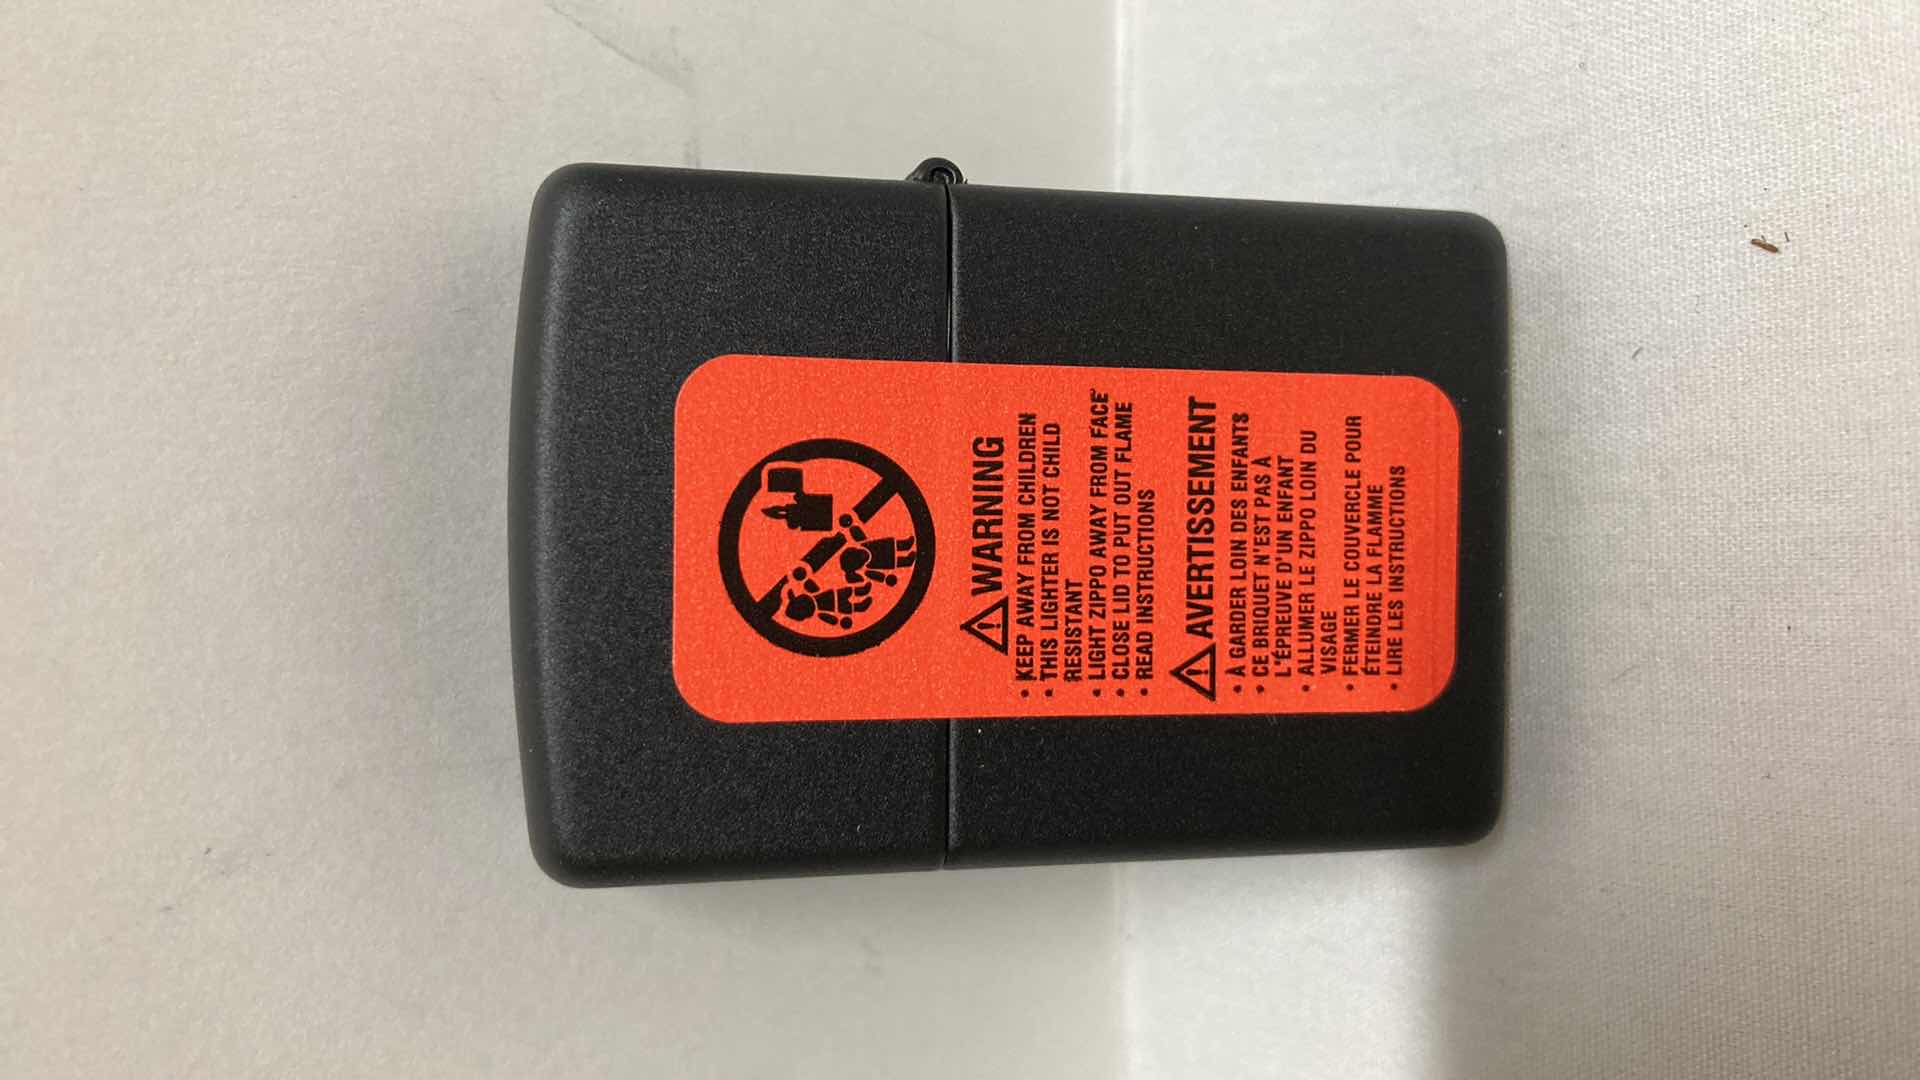 ⚠WARNING
• KEEP AWAY FROM CHILDREN
• THIS LIGHTER IS NOT CHILD
RESISTANT
• LIGHT ZIPPO AWAY FROM FACE
• CLOSE LID TO PUT OUT FLAME
• READ INSTRUCTIONS
⚠AVERTISSEMENT
• À GARDER LOIN DES ENFANTS
• CE BRIQUET N'EST PAS À
L'ÉPREUVE D'UN ENFANT
• ALLUMER LE ZIPPO LOIN DU
VISAGE
• FERMER LE COUVERCLE POUR
ÉTEINDRE LA FLAMME
• LIRE LES INSTRUCTIONS